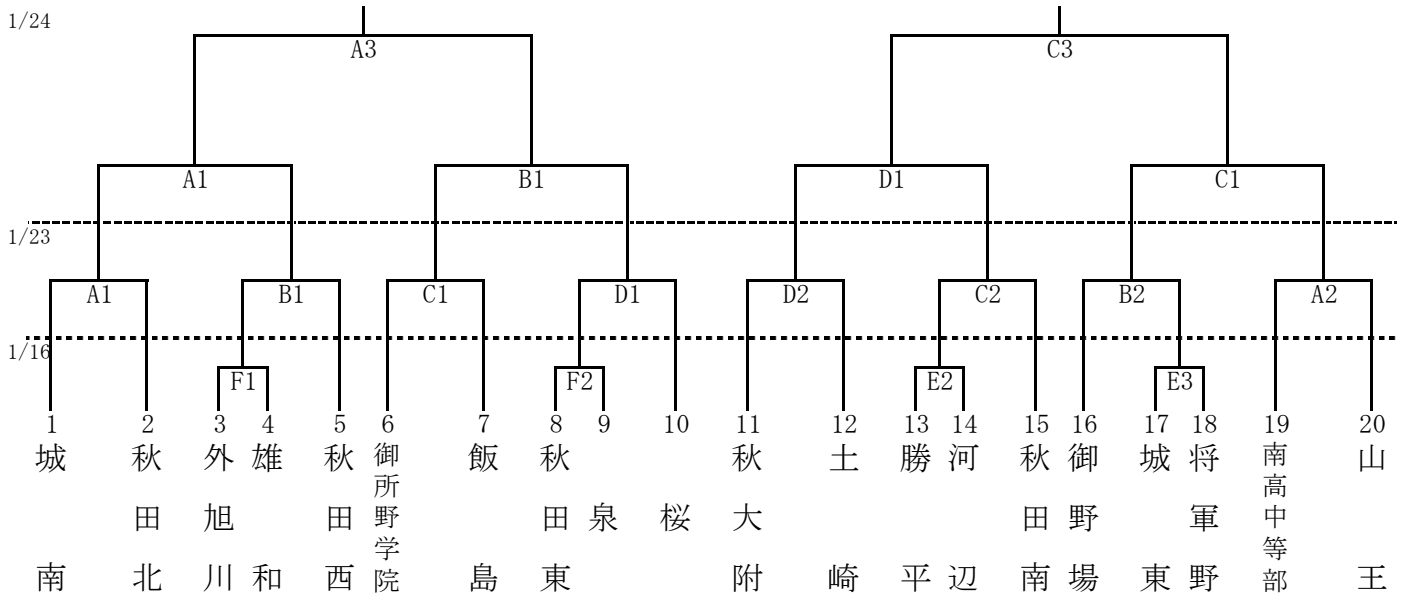 1/24
A3
C3
A1
B1
D1
C1
1/23
A1
B1
C1
D1
D2
C2
B2
A2
1/16
F1
F2
E2
E3
1
2
3
4
5
6
7
8
9
10
11
12
13
14
15
16
17
18
19
20
城南
秋田北
外旭川
雄和
秋田西
御所野学院
飯島
秋田東
泉
桜
秋大附
土崎
勝平
河辺
秋田南
御野場
城東
将軍野
南高中等部
山王